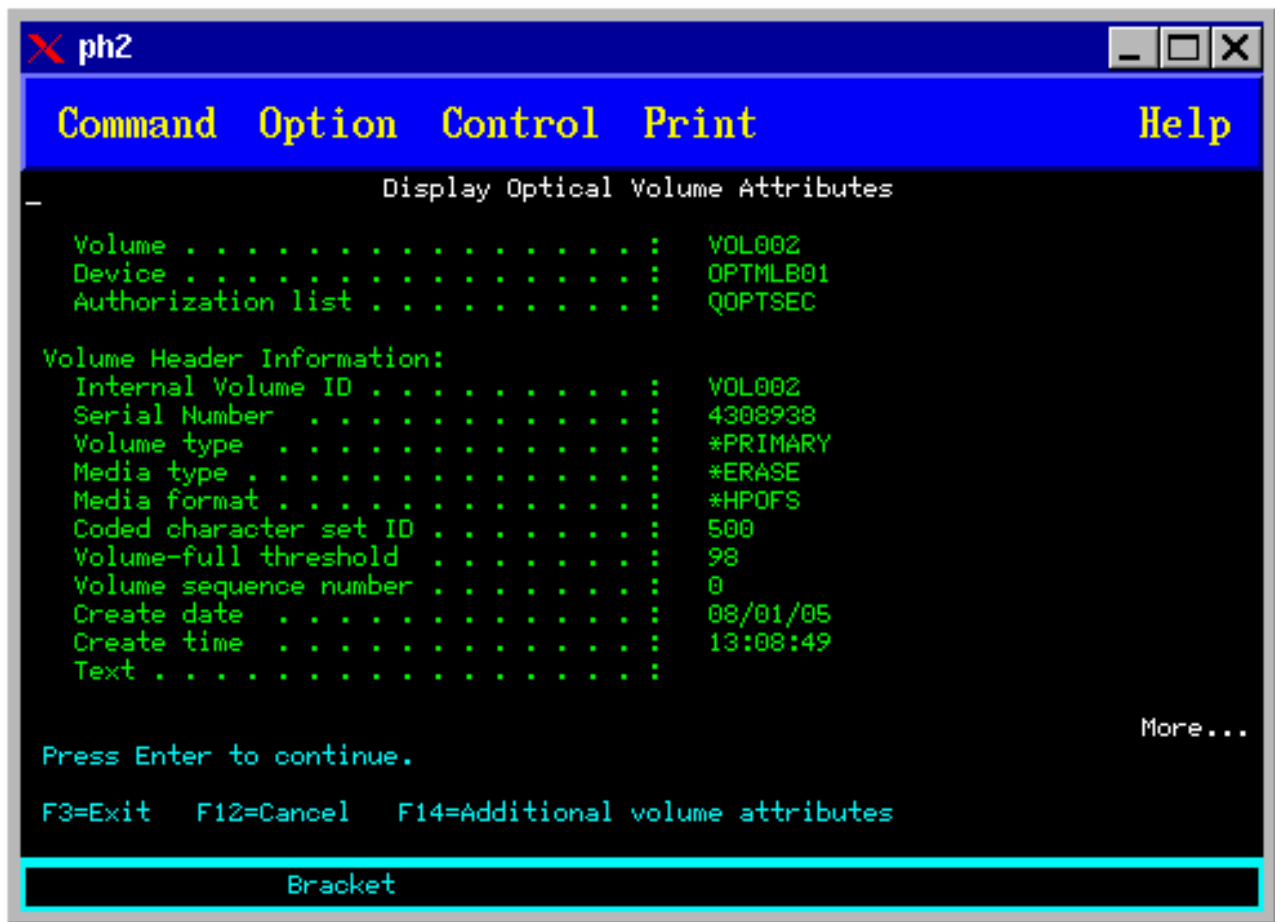 ph2
Command Option Control Print Help
Display Optical Volume Attributes
Volume . . . . . . . . . . . . . . . : VOL002
Device . . . . . . . . . . . . . . . : OPTMLB01
Authorization list . . . . . . . . . : QOPTSEC
Volume Header Information:
Internal Volume ID . . . . . . . . . : VOL002
Serial Number . . . . . . . . . . . : 4308938
Volume type . . . . . . . . . . . . : *PRIMARY
Media type . . . . . . . . . . . . . : *ERASE
Media format . . . . . . . . . . . . : *HPOFS
Coded character set ID . . . . . . . : 500
Volume-full threshold . . . . . . . : 98
Volume sequence number . . . . . . . : 0
Create date . . . . . . . . . . . . : 08/01/05
Create time . . . . . . . . . . . . : 13:08:49
Text . . . . . . . . . . . . . . . . :
More...
Press Enter to continue.
F3=Exit F12=Cancel F14=Additional volume attributes
Bracket